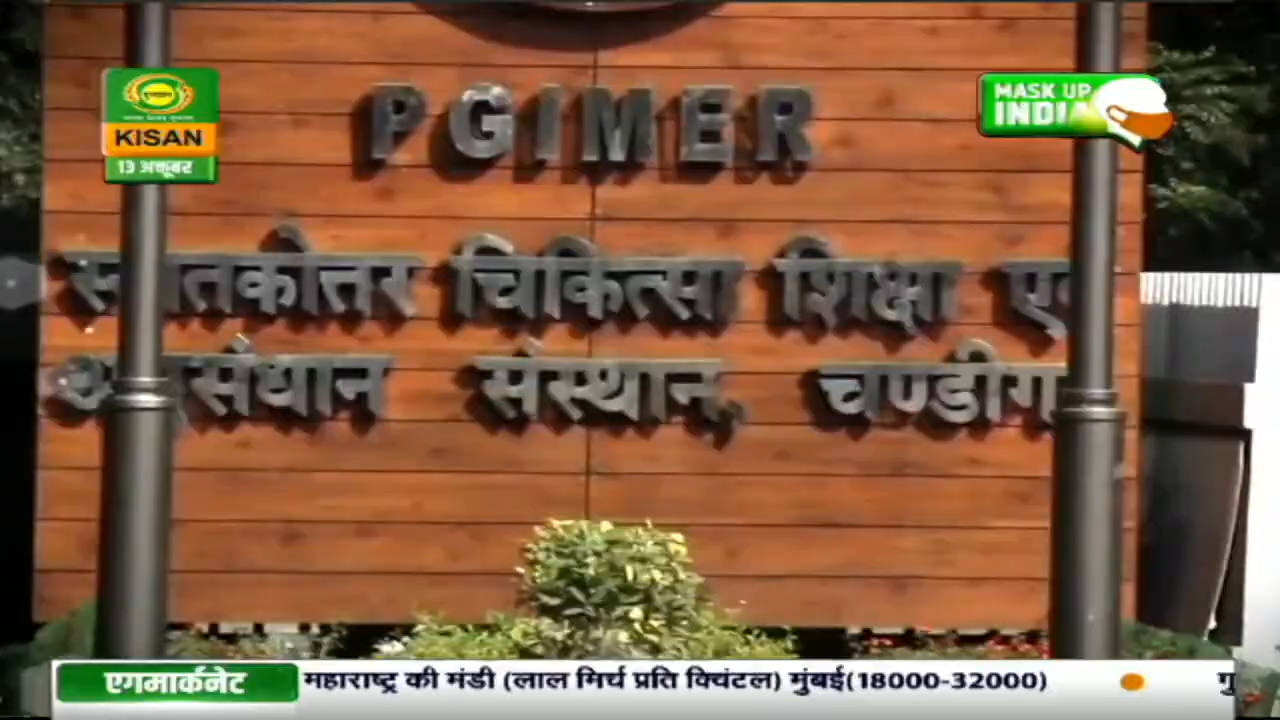 PGIMER
चिकित्सा शिक्षा
संस्थान,
KISAN
13 अक्तूबर
MASK UP
INDIA
एगमार्कनेट
महाराष्ट्र की मंडी (लाल मिर्च प्रति क्विंटल) मुंबई(18000-32000)